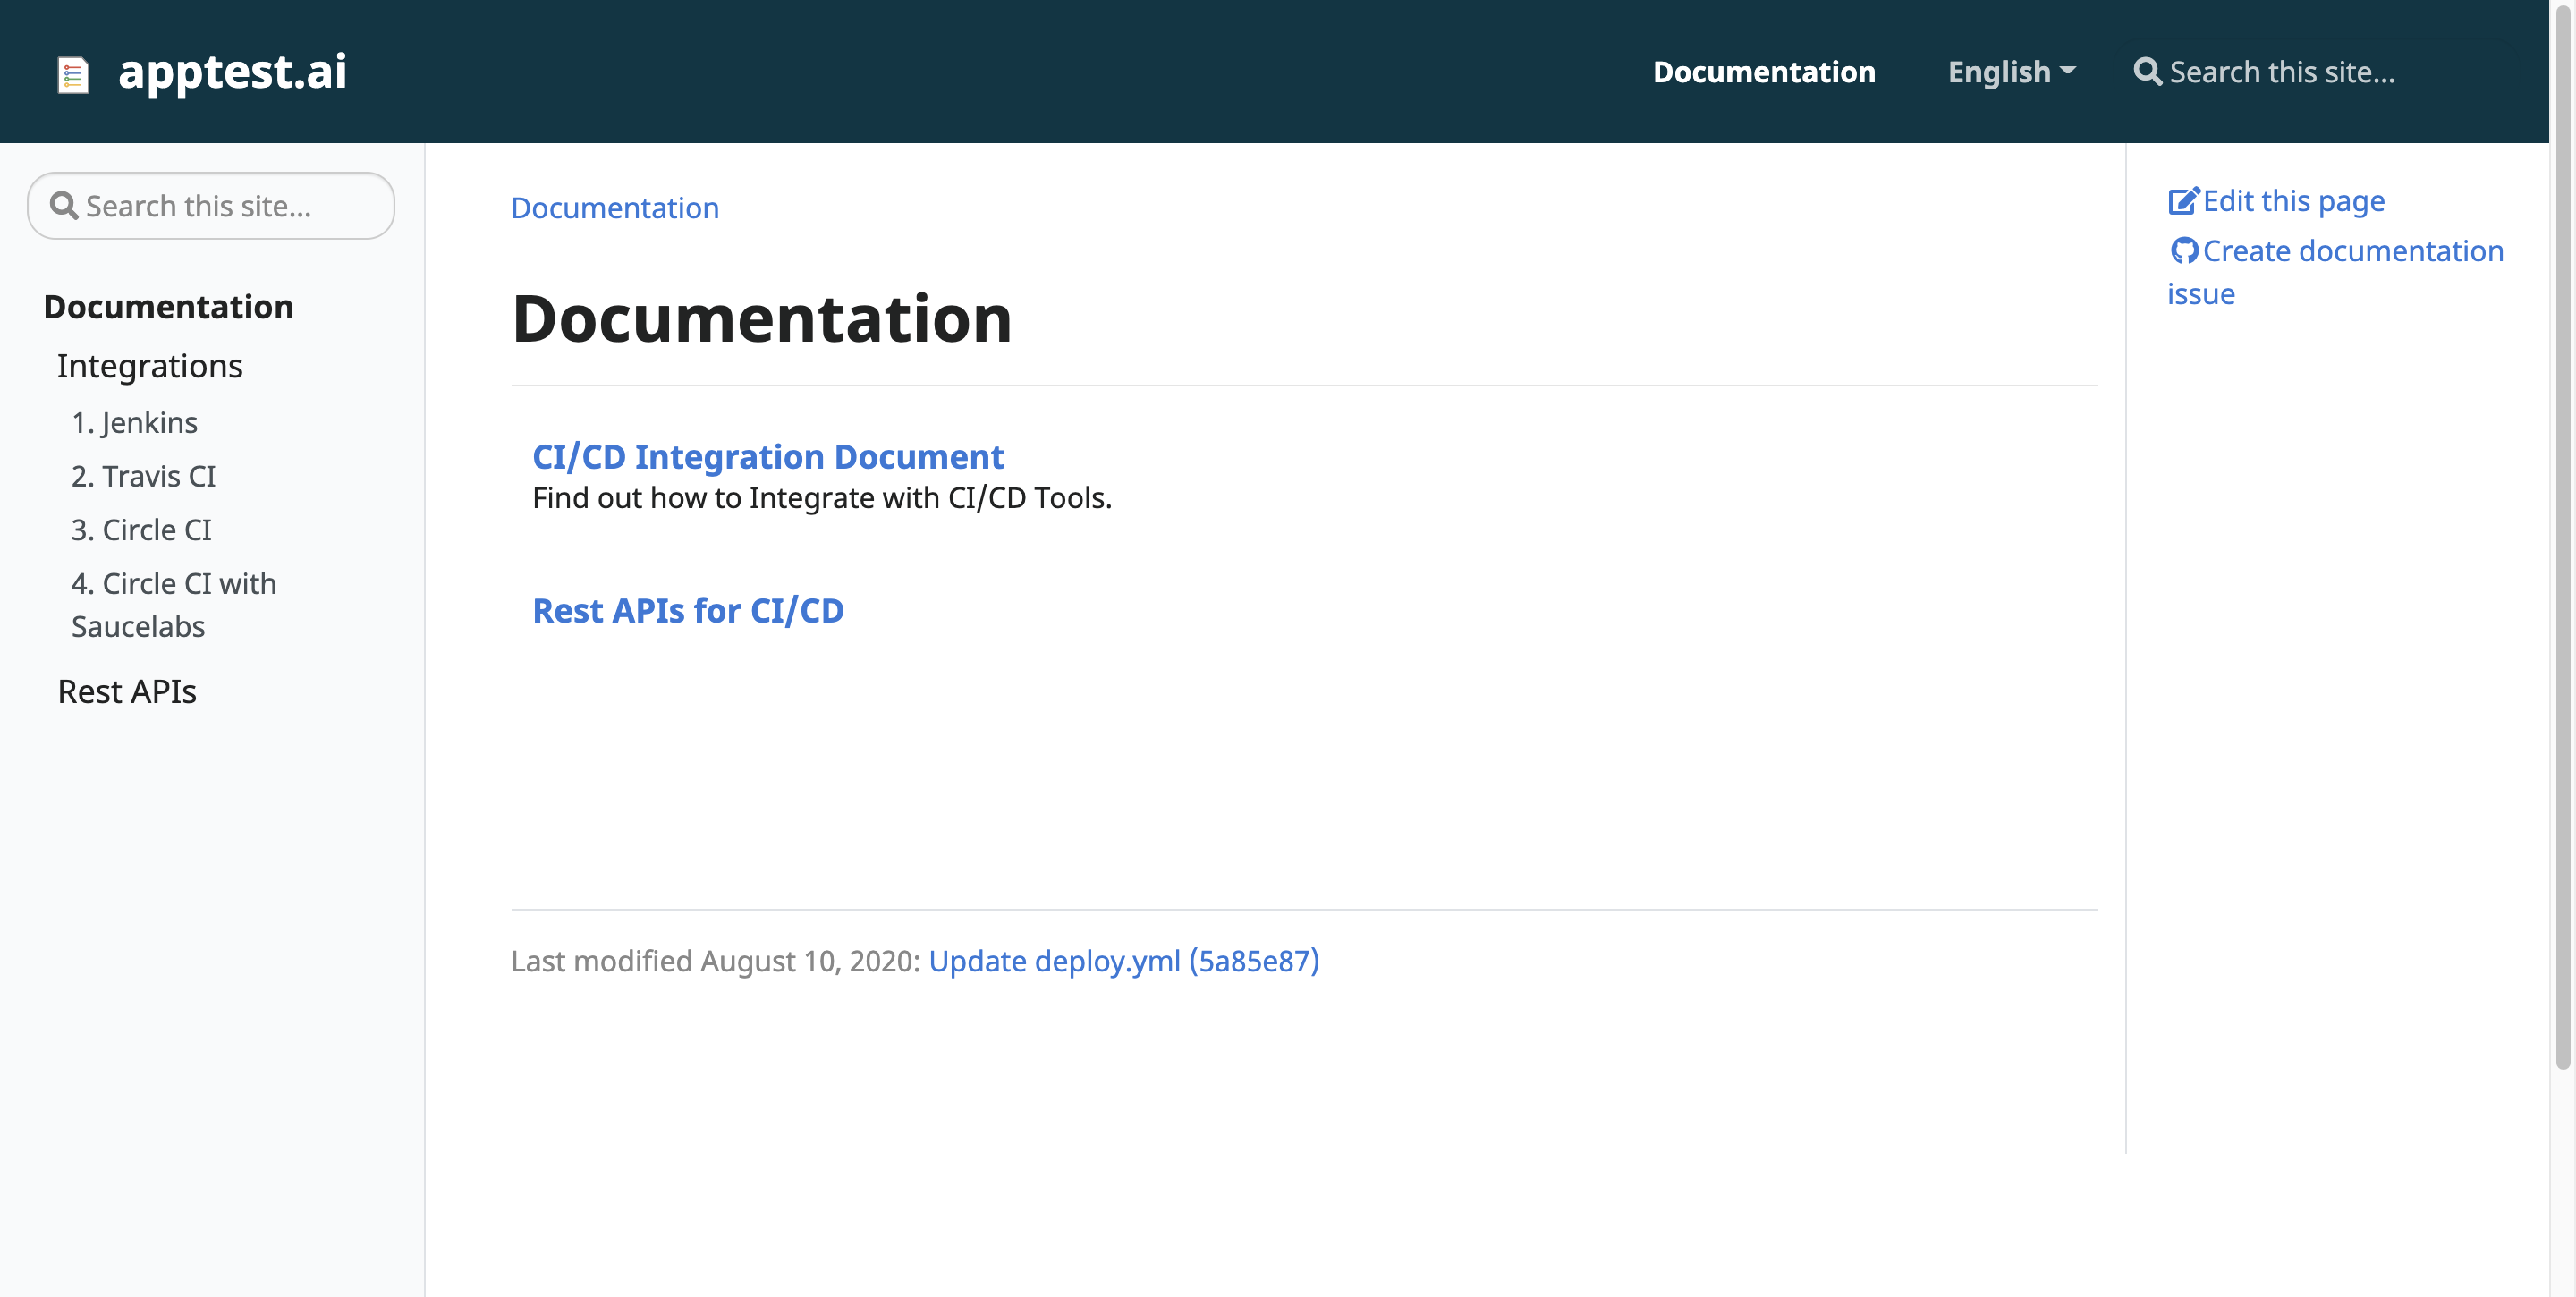 apptest.ai
Documentation
English
Search this site...
Search this site...
Documentation
Integrations
1. Jenkins
2. Travis CI
3. Circle CI
4. Circle CI with
Saucelabs
Rest APIs
Documentation
Documentation
CI/CD Integration Document
Find out how to Integrate with CI/CD Tools.
Rest APIs for CI/CD
Last modified August 10, 2020: Update deploy.yml (5a85e87)
Edit this page
Create documentation
issue